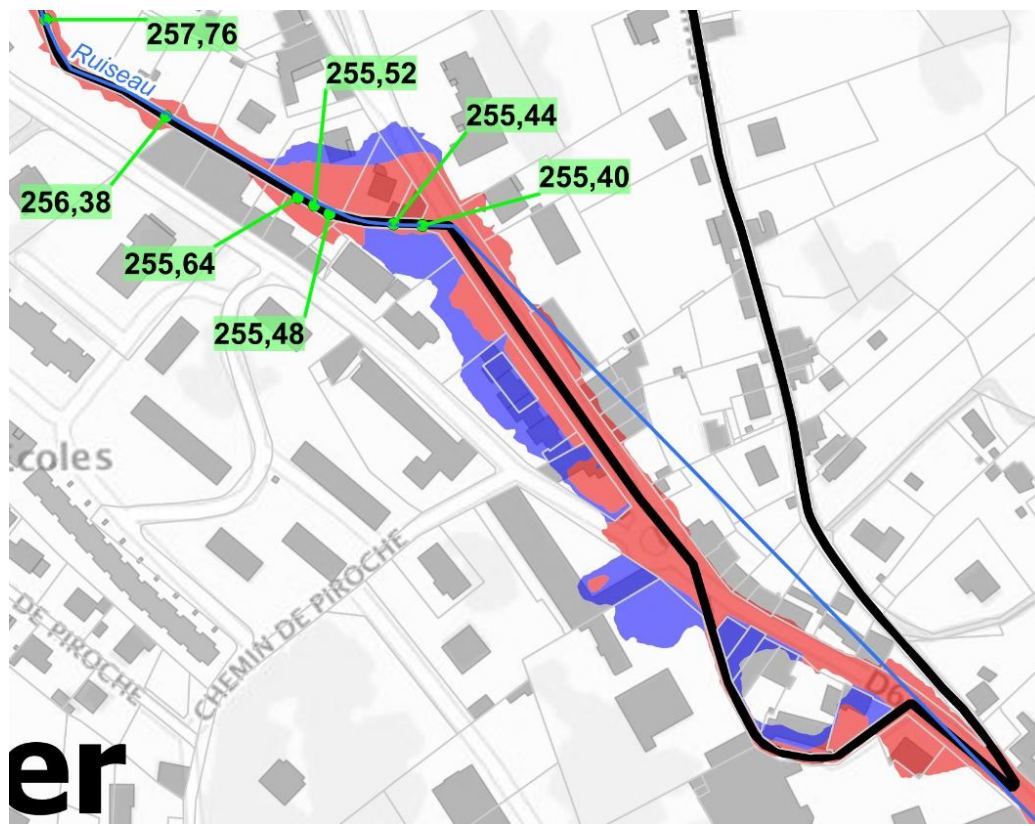 257,76
Ruiseau
255,52
255,44
255,40
256,38
255,64
255,48
coles
CHEMIN DE PIROCHE
DE PIROCHE
D6
er